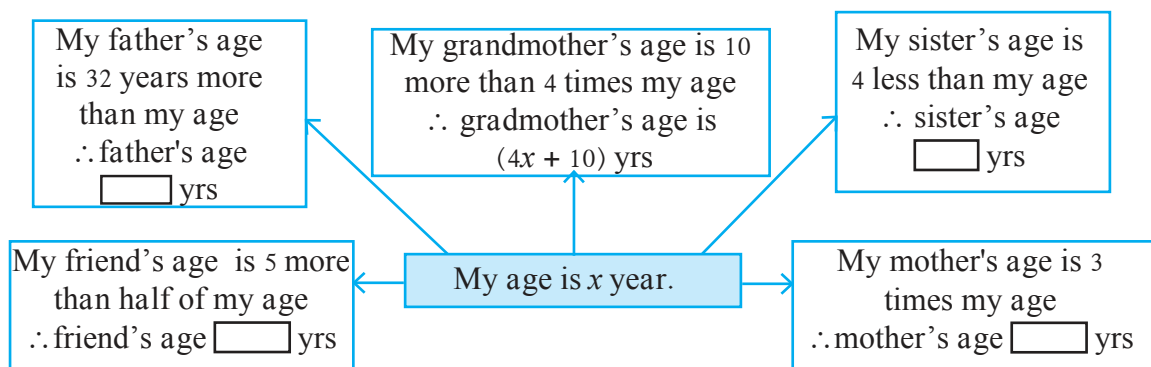 My father’s age
is 32 years more
than my age
∴ father's age
yrs
My grandmother’s age is 10
more than 4 times my age
∴ gradmother’s age is
(4x + 10) yrs
My sister’s age is
4 less than my age
∴ sister’s age
yrs
My friend’s age is 5 more
than half of my age
∴ friend’s age yrs
My age is x year.
My mother's age is 3
times my age
∴ mother’s age yrs